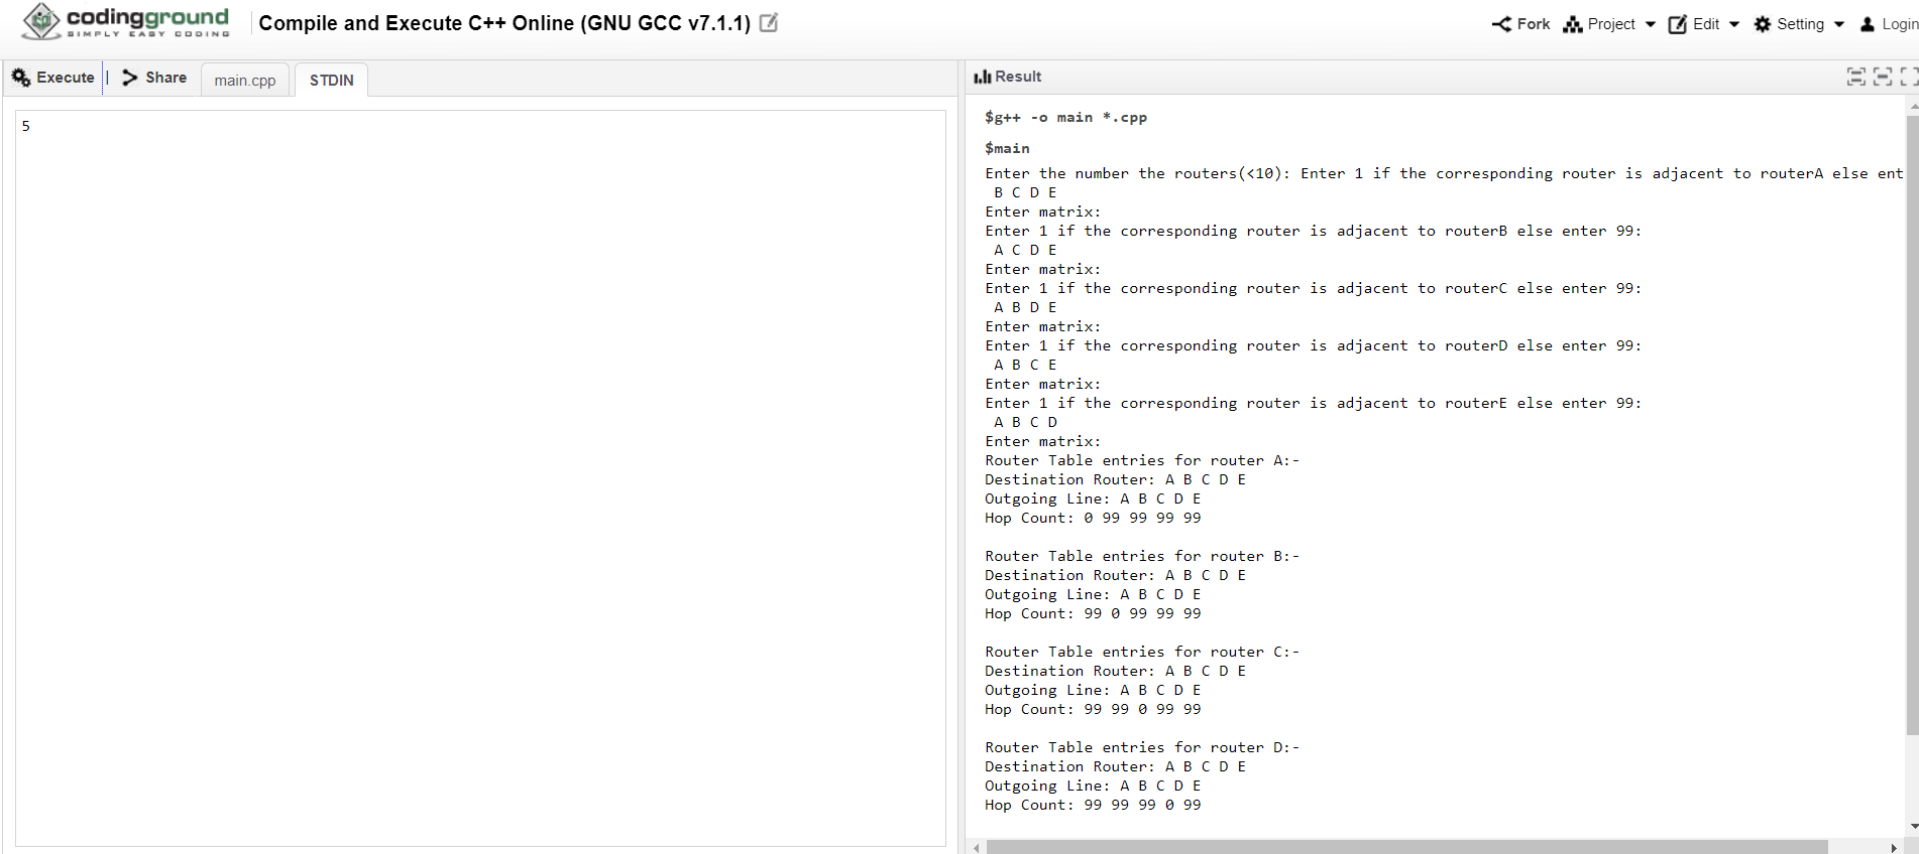 codingground
SIMPLY EASY CODING
Compile and Execute C++ Online (GNU GCC v7.1.1)
Fork Project Edit Setting Login
Execute | Share main.cpp STDIN
5
Result
$g++ -o main *.cpp
$main
Enter the number the routers(<10): Enter 1 if the corresponding router is adjacent to routerA else ent
B C D E
Enter matrix:
Enter 1 if the corresponding router is adjacent to routerB else enter 99:
A C D E
Enter matrix:
Enter 1 if the corresponding router is adjacent to routerC else enter 99:
A B D E
Enter matrix:
Enter 1 if the corresponding router is adjacent to routerD else enter 99:
A B C E
Enter matrix:
Enter 1 if the corresponding router is adjacent to routerE else enter 99:
A B C D
Enter matrix:
Router Table entries for router A:-
Destination Router: A B C D E
Outgoing Line: A B C D E
Hop Count: 0 99 99 99 99
Router Table entries for router B:-
Destination Router: A B C D E
Outgoing Line: A B C D E
Hop Count: 99 0 99 99 99
Router Table entries for router C:-
Destination Router: A B C D E
Outgoing Line: A B C D E
Hop Count: 99 99 0 99 99
Router Table entries for router D:-
Destination Router: A B C D E
Outgoing Line: A B C D E
Hop Count: 99 99 99 0 99